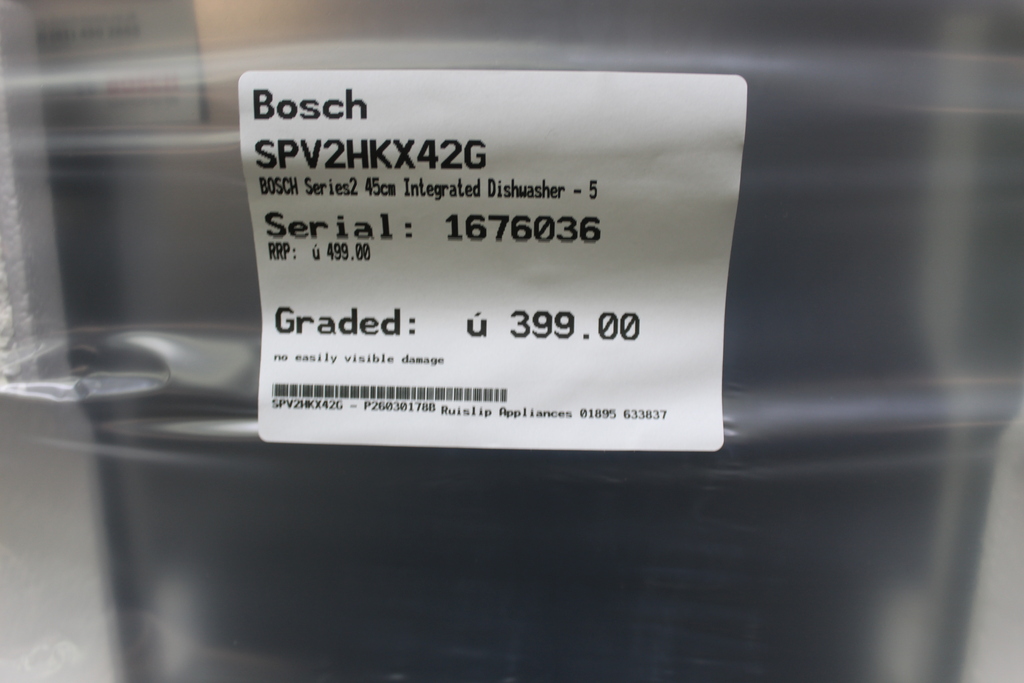 Bosch
SPV2HKX42G
BOSCH Series2 45cm Integrated Dishwasher - 5
Serial: 1676036
RRP: ú 499.00
Graded: ú 399.00
no easily visible damage
SPV2HKX42G - P26030178B Ruislip Appliances 01895 633837